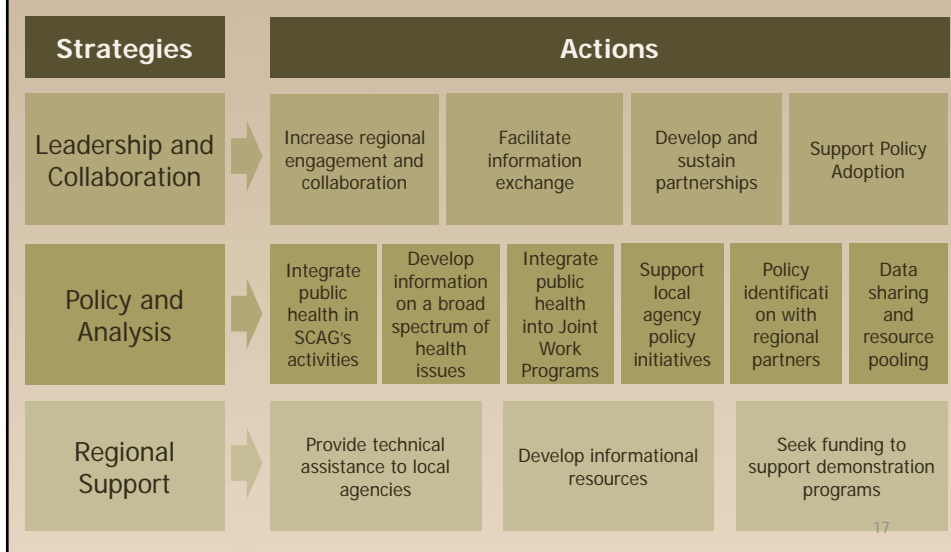 Strategies
Actions
Leadership and
Collaboration
Increase regional
engagement and
collaboration
Facilitate
information
exchange
Develop and
sustain
partnerships
Support Policy
Adoption
Policy and
Analysis
Integrate
public
health in
SCAG's
activities
Develop
information
on a broad
spectrum of
health
issues
Integrate
public
health
into Joint
Work
Programs
Support
local
agency
policy
initiatives
Policy
identificati
on with
regional
partners
Data
sharing
and
resource
pooling
Regional
Support
Provide technical
assistance to local
agencies
Develop informational
resources
Seek funding to
support demonstration
programs
17